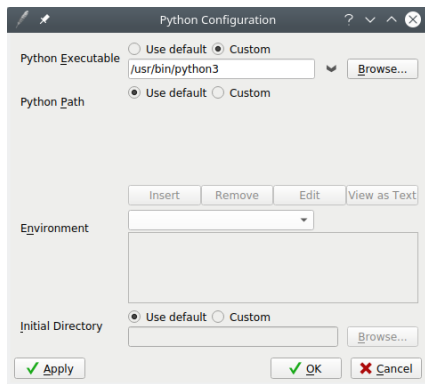 Python Configuration
Use default Custom
Python Executable
/usr/bin/python3
Browse...
Use default Custom
Python Path
Insert Remove Edit View as Text
Environment
Use default Custom
Initial Directory
Browse...
Apply OK Cancel